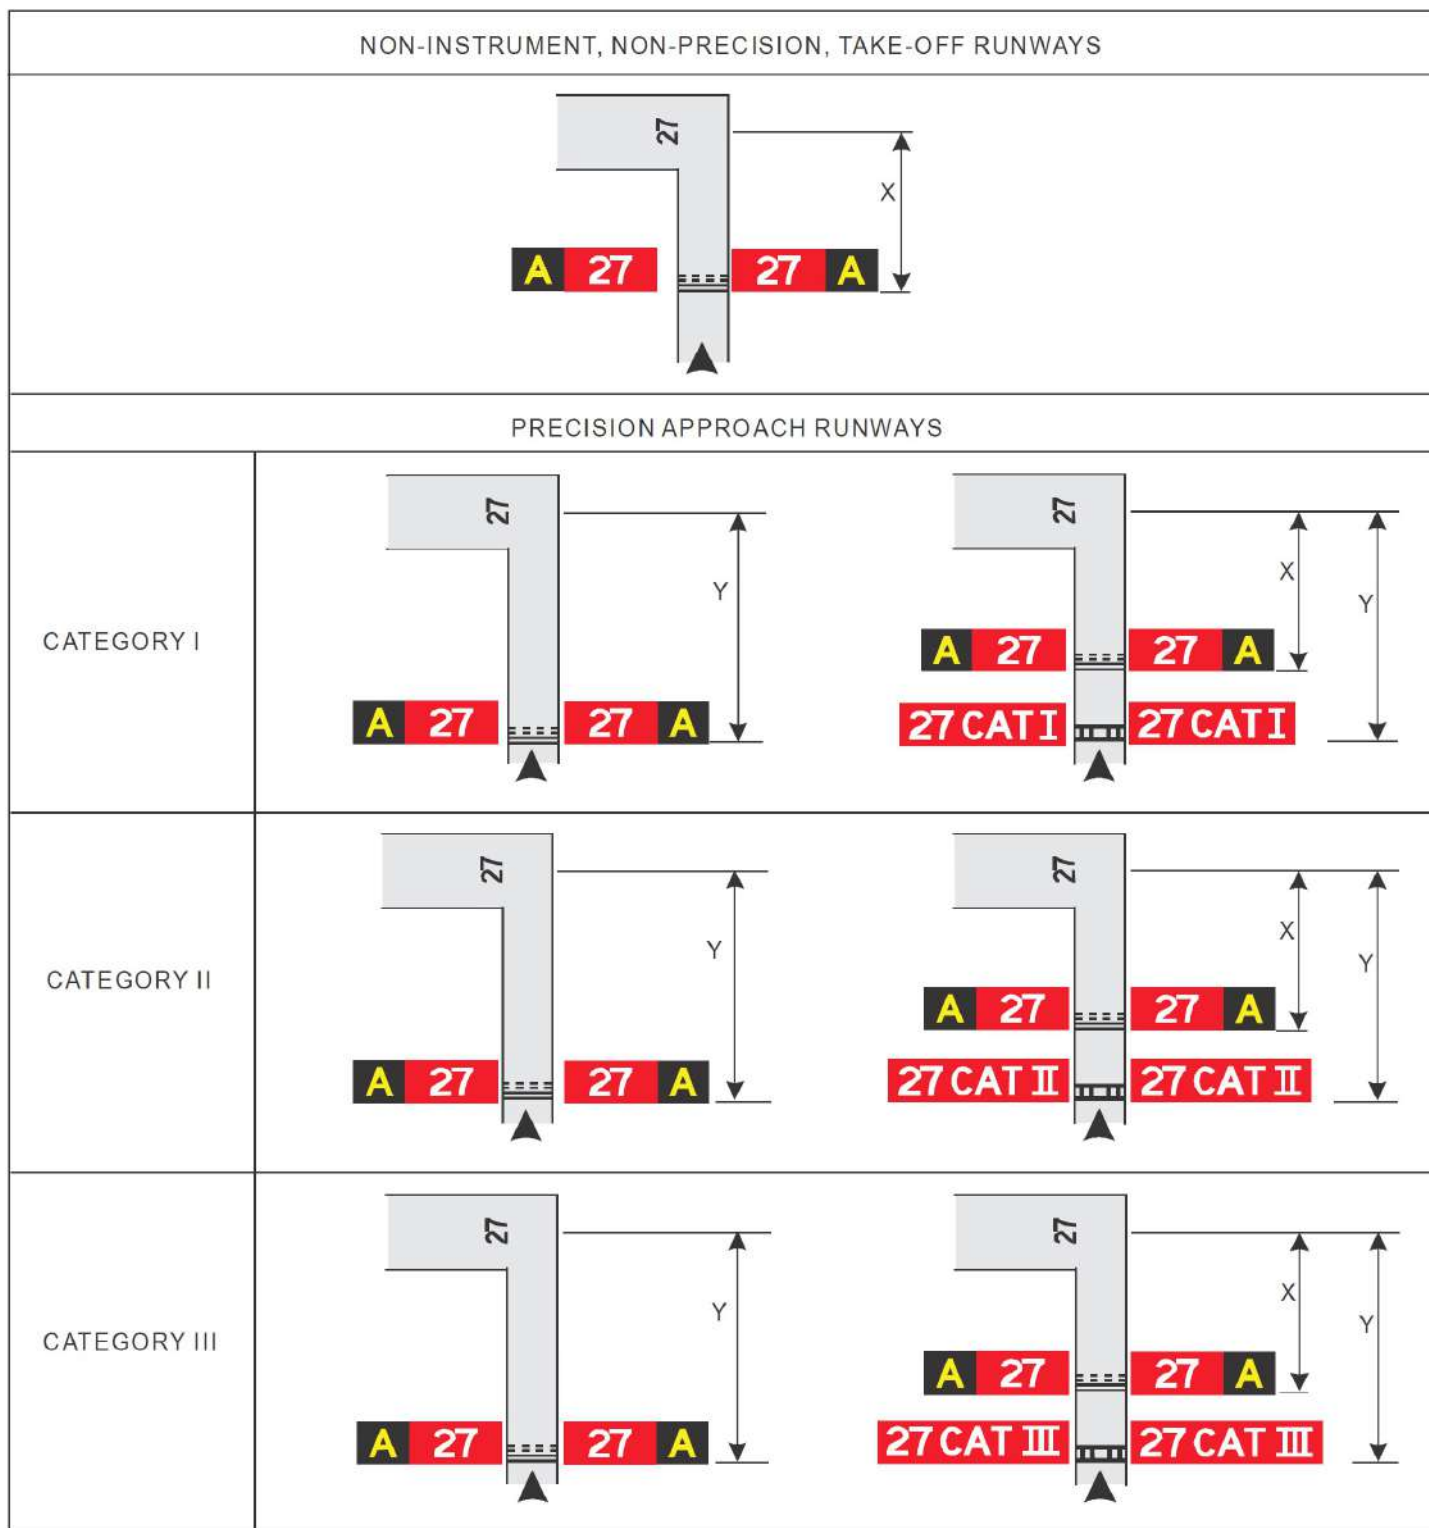 NON-INSTRUMENT, NON-PRECISION, TAKE-OFF RUNWAYS
27
X
A 27 27 A
PRECISION APPROACH RUNWAYS
CATEGORY I
27
Y
A 27 27 A
27
X
Y
A 27 27 A
27 CAT I 27 CAT I
CATEGORY II
27
Y
A 27 27 A
27
X
Y
A 27 27 A
27 CAT II 27 CAT II
CATEGORY III
27
Y
A 27 27 A
27
X
Y
A 27 27 A
27 CAT III 27 CAT III